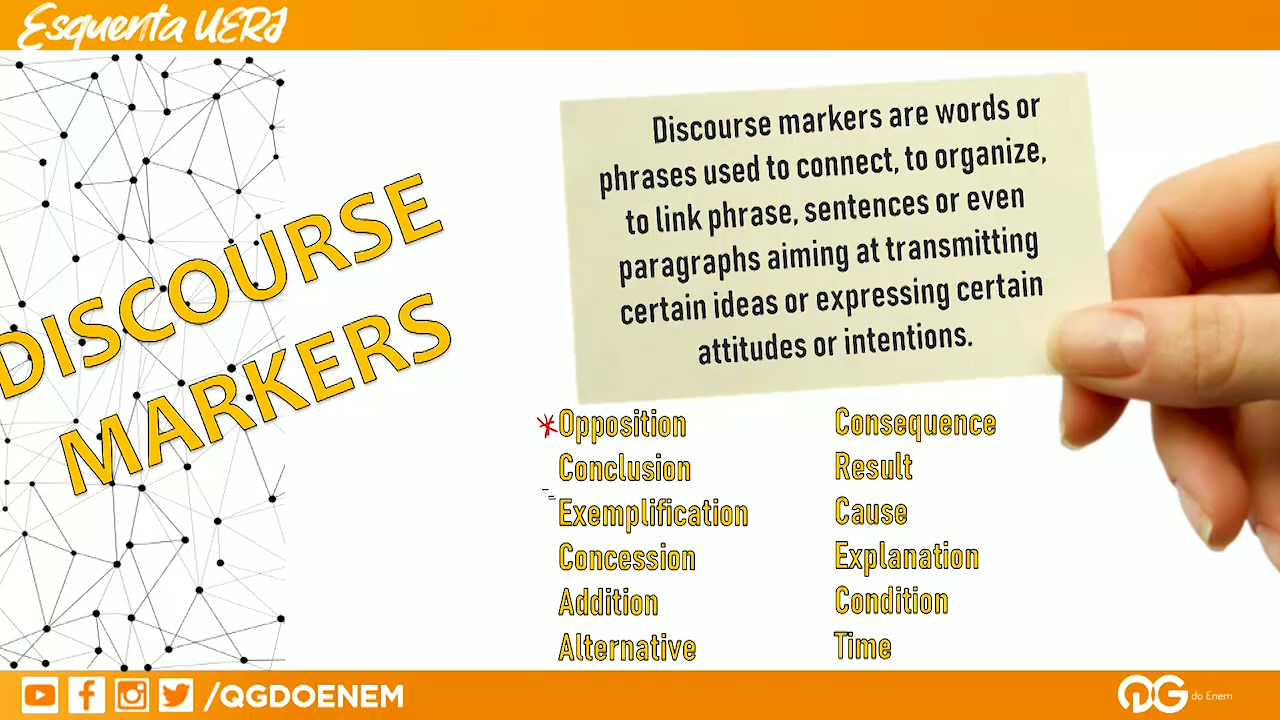 Esquenta UERJ
DISCOURSE
MARKERS
Discourse markers are words or
phrases used to connect, to organize,
to link phrase, sentences or even
paragraphs aiming at transmitting
certain ideas or expressing certain
attitudes or intentions.
*Opposition
Conclusion
Exemplification
Concession
Addition
Alternative
Consequence
Result
Cause
Explanation
Condition
Time
/QGDOENEM
QG do Enem